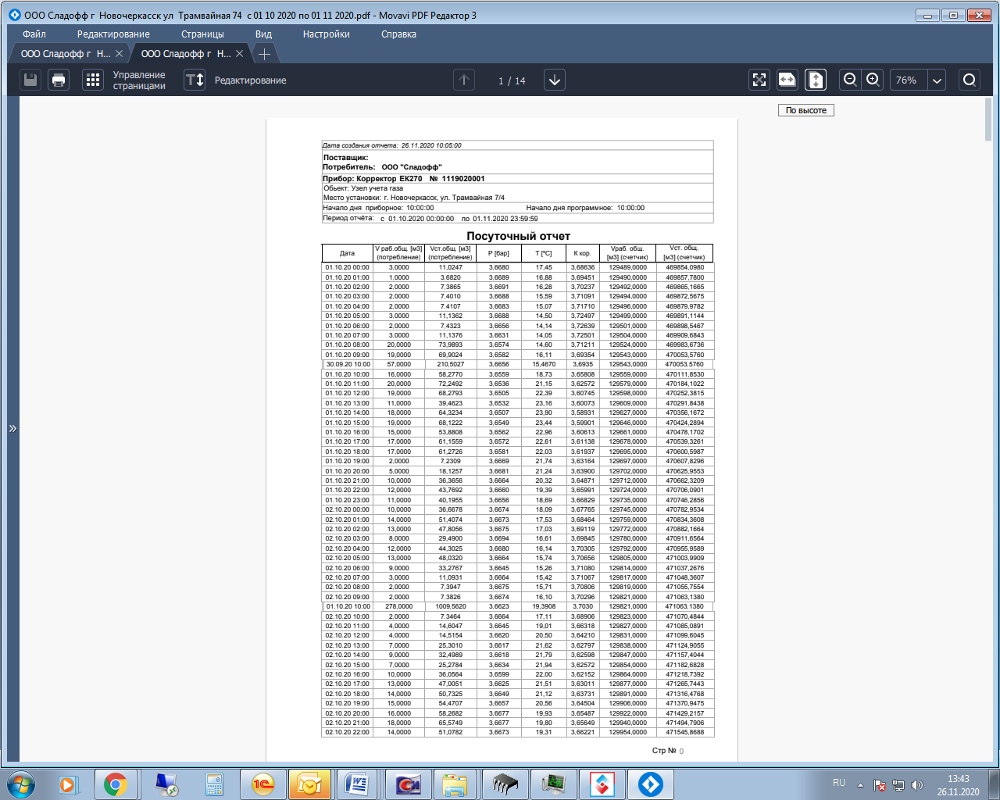 ООО Сладофф г  Новочеркасск ул  Трамвайная 74  с 01 10 2020 по 01 11 2020.pdf - Movavi PDF Редактор 3
Файл Редактирование Страницы Вид Настройки Справка
ООО Сладофф г  Н... ООО Сладофф г  Н...
Управление страницами Редактирование 1 / 14 76%
По высоте
Дата создания отчета: 26.11.2020 10:05:00
Поставщик:
Потребитель: ООО "Сладофф"
Прибор: Корректор ЕК270 № 1119020001
Обьект: Узел учета газа
Место установки: г. Новочеркасск, ул. Трамвайная 7/4
Начало дня приборное: 10:00:00 Начало дня программное: 10:00:00
Период отчёта: с 01.10.2020 00:00:00 по 01.11.2020 23:59:59
Посуточный отчет
Дата V раб.общ. [м3] (потребление) Vст.общ. [м3] (потребление) P [бар] T [°C] К кор. Vраб. общ. [м3] (счетчик) Vст. общ. [м3] (счетчик)
01.10.20 00:00 3,0000 11,0247 3,6680 17,45 3,68636 129489,0000 469854,0980
01.10.20 01:00 1,0000 3,6820 3,6689 16,88 3,69451 129490,0000 469857,7800
01.10.20 02:00 2,0000 7,3865 3,6691 16,28 3,70237 129492,0000 469865,1665
01.10.20 03:00 2,0000 7,4010 3,6688 15,59 3,71091 129494,0000 469872,5675
01.10.20 04:00 2,0000 7,4107 3,6683 15,07 3,71710 129496,0000 469879,9782
01.10.20 05:00 3,0000 11,1362 3,6688 14,50 3,72497 129499,0000 469891,1144
01.10.20 06:00 2,0000 7,4323 3,6656 14,14 3,72639 129501,0000 469898,5467
01.10.20 07:00 3,0000 11,1376 3,6631 14,05 3,72501 129504,0000 469909,6843
01.10.20 08:00 20,0000 73,9893 3,6574 14,60 3,71211 129524,0000 469983,6736
01.10.20 09:00 19,0000 69,9024 3,6582 16,11 3,69354 129543,0000 470053,5760
30.09.20 10:00 57,0000 210,5027 3,6656 15,4670 3,6935 129543,0000 470053,5760
01.10.20 10:00 16,0000 58,2770 3,6559 18,73 3,65808 129559,0000 470111,8530
01.10.20 11:00 20,0000 72,2492 3,6536 21,15 3,62572 129579,0000 470184,1022
01.10.20 12:00 19,0000 68,2793 3,6505 22,39 3,60745 129598,0000 470252,3815
01.10.20 13:00 11,0000 39,4623 3,6532 23,16 3,60073 129609,0000 470291,8438
01.10.20 14:00 18,0000 64,3234 3,6507 23,90 3,58931 129627,0000 470356,1672
01.10.20 15:00 19,0000 68,1222 3,6549 23,44 3,59901 129646,0000 470424,2894
01.10.20 16:00 15,0000 53,8808 3,6562 22,96 3,60613 129661,0000 470478,1702
01.10.20 17:00 17,0000 61,1559 3,6572 22,61 3,61138 129678,0000 470539,3261
01.10.20 18:00 17,0000 61,2726 3,6581 22,03 3,61937 129695,0000 470600,5987
01.10.20 19:00 2,0000 7,2309 3,6669 21,74 3,63164 129697,0000 470607,8296
01.10.20 20:00 5,0000 18,1257 3,6681 21,24 3,63900 129702,0000 470625,9553
01.10.20 21:00 10,0000 36,3656 3,6664 20,32 3,64871 129712,0000 470662,3209
01.10.20 22:00 12,0000 43,7692 3,6660 19,39 3,65991 129724,0000 470706,0901
01.10.20 23:00 11,0000 40,1955 3,6656 18,69 3,66829 129735,0000 470746,2856
02.10.20 00:00 10,0000 36,6678 3,6674 18,09 3,67765 129745,0000 470782,9534
02.10.20 01:00 14,0000 51,4074 3,6673 17,53 3,68464 129759,0000 470834,3608
02.10.20 02:00 13,0000 47,8056 3,6675 17,03 3,69119 129772,0000 470882,1664
02.10.20 03:00 8,0000 29,4900 3,6694 16,61 3,69845 129780,0000 470911,6564
02.10.20 04:00 12,0000 44,3025 3,6680 16,14 3,70305 129792,0000 470955,9589
02.10.20 05:00 13,0000 48,0320 3,6664 15,74 3,70656 129805,0000 471003,9909
02.10.20 06:00 9,0000 33,2767 3,6645 15,26 3,71080 129814,0000 471037,2676
02.10.20 07:00 3,0000 11,0931 3,6664 15,42 3,71067 129817,0000 471048,3607
02.10.20 08:00 2,0000 7,3947 3,6675 15,71 3,70806 129819,0000 471055,7554
02.10.20 09:00 2,0000 7,3826 3,6674 16,10 3,70296 129821,0000 471063,1380
01.10.20 10:00 278,0000 1009,5620 3,6623 19,3908 3,7030 129821,0000 471063,1380
02.10.20 10:00 2,0000 7,3464 3,6664 17,11 3,68906 129823,0000 471070,4844
02.10.20 11:00 4,0000 14,6047 3,6645 19,01 3,66318 129827,0000 471085,0891
02.10.20 12:00 4,0000 14,5154 3,6620 20,50 3,64210 129831,0000 471099,6045
02.10.20 13:00 7,0000 25,3010 3,6617 21,62 3,62797 129838,0000 471124,9055
02.10.20 14:00 9,0000 32,4989 3,6618 21,79 3,62598 129847,0000 471157,4044
02.10.20 15:00 7,0000 25,2784 3,6634 21,94 3,62572 129854,0000 471182,6828
02.10.20 16:00 10,0000 36,0564 3,6599 22,00 3,62152 129864,0000 471218,7392
02.10.20 17:00 13,0000 47,0051 3,6625 21,51 3,63011 129877,0000 471265,7443
02.10.20 18:00 14,0000 50,7325 3,6649 21,12 3,63731 129891,0000 471316,4768
02.10.20 19:00 15,0000 54,4707 3,6657 20,56 3,64504 129906,0000 471370,9475
02.10.20 20:00 16,0000 58,2682 3,6677 19,93 3,65487 129922,0000 471429,2157
02.10.20 21:00 18,0000 65,5749 3,6677 19,80 3,65649 129940,0000 471494,7906
02.10.20 22:00 14,0000 51,0782 3,6673 19,31 3,66221 129954,0000 471545,8688
Стр № 0
RU 13:43
26.11.2020